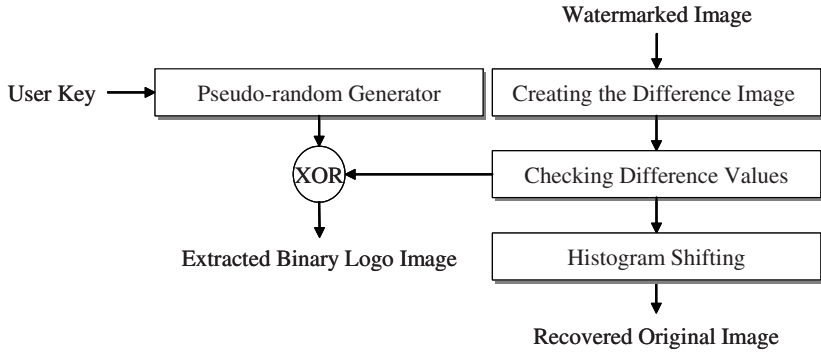 Watermarked Image
User Key
Pseudo-random Generator
Creating the Difference Image
XOR
Checking Difference Values
Extracted Binary Logo Image
Histogram Shifting
Recovered Original Image